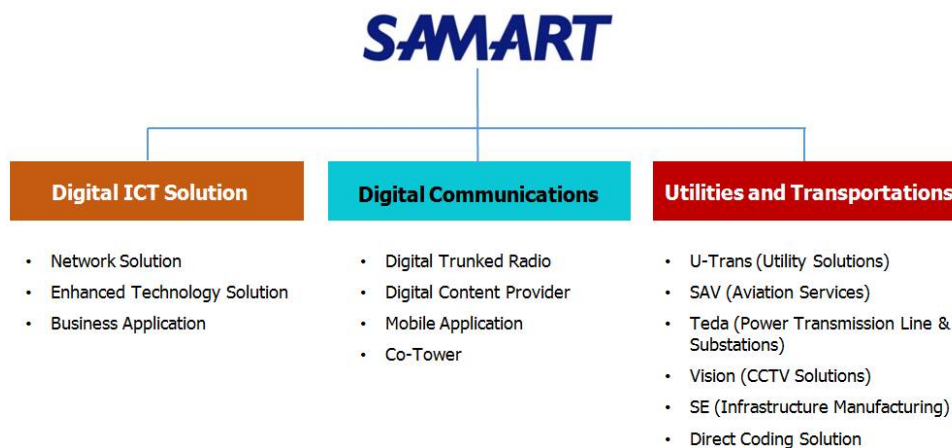 SAMART
Digital ICT Solution
• Network Solution
• Enhanced Technology Solution
• Business Application
Digital Communications
• Digital Trunked Radio
• Digital Content Provider
• Mobile Application
• Co-Tower
Utilities and Transportations
• U-Trans (Utility Solutions)
• SAV (Aviation Services)
• Teda (Power Transmission Line &
Substations)
• Vision (CCTV Solutions)
• SE (Infrastructure Manufacturing)
• Direct Coding Solution